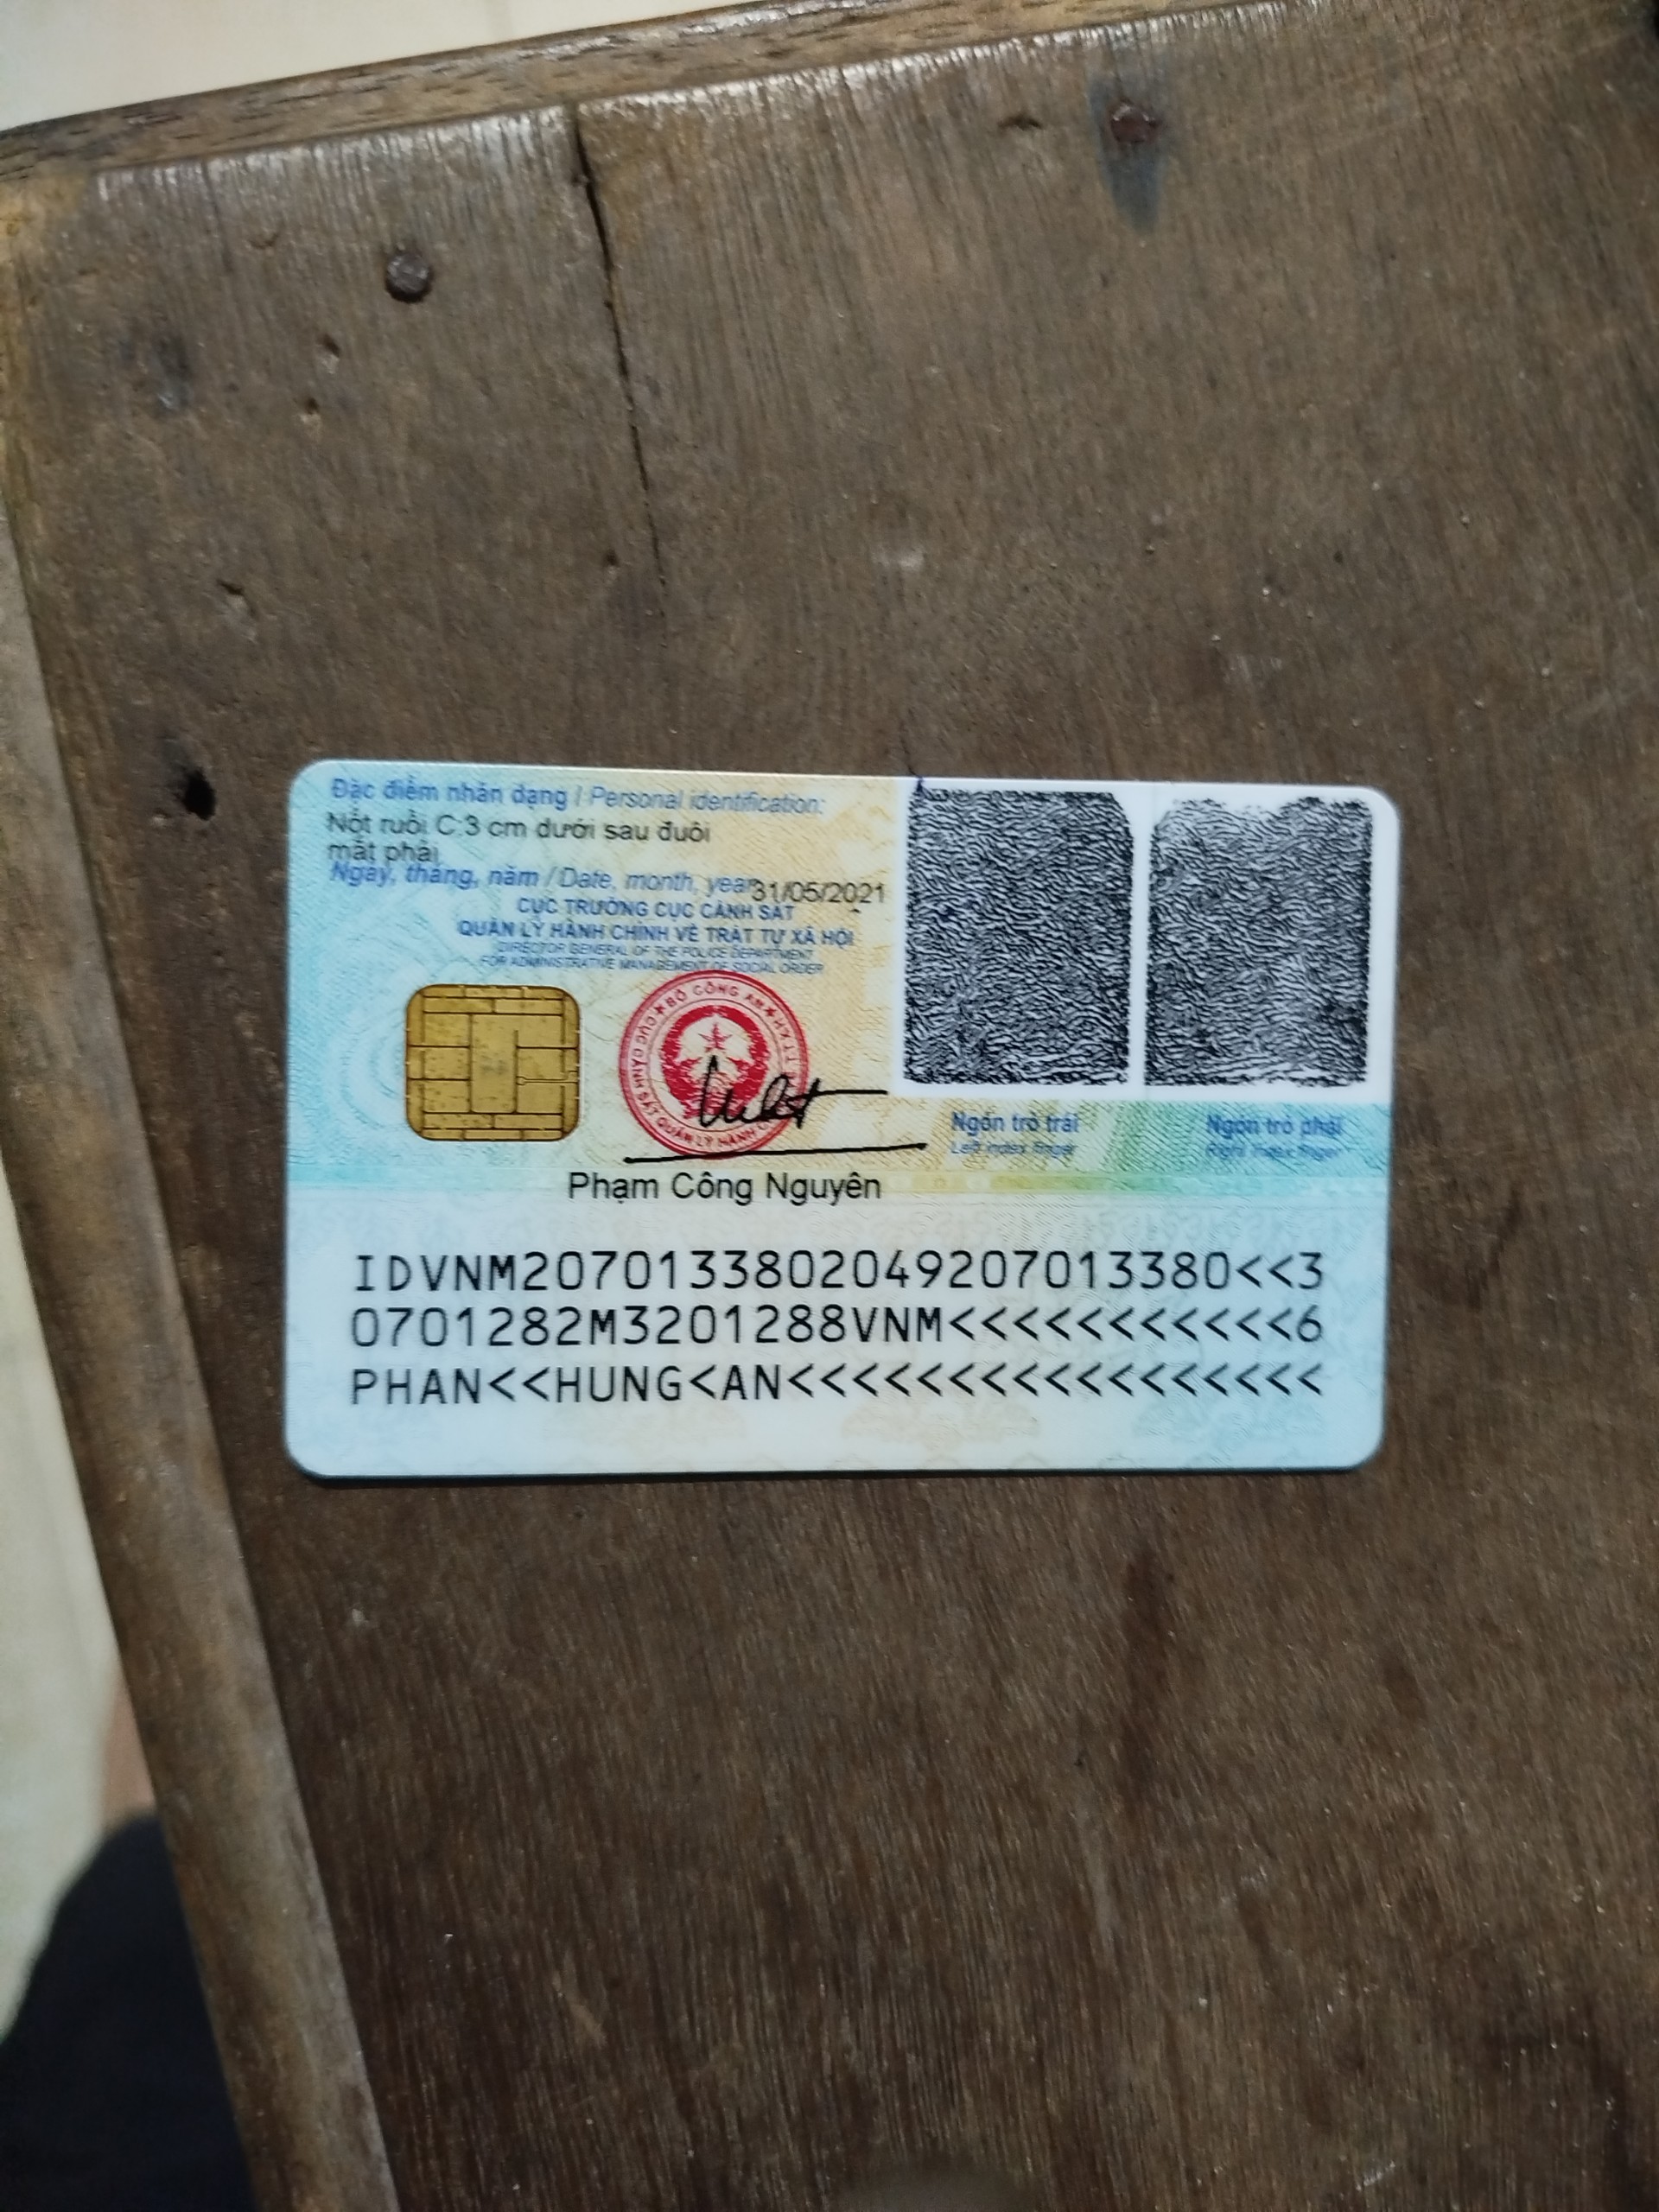 Đặc điểm nhân dạng / Personal identification:
Nốt ruồi C:3 cm dưới sau đuôi
mắt phải
Ngày, tháng, năm / Date, month, year 31/05/2021
CỤC TRƯỞNG CỤC CẢNH SÁT
QUẢN LÝ HÀNH CHÍNH VỀ TRẬT TỰ XÃ HỘI
DIRECTOR GENERAL OF THE POLICE DEPARTMENT
FOR ADMINISTRATIVE MANAGEMENT OF SOCIAL ORDER
BỘ CÔNG AN
CỤC CẢNH SÁT QUẢN LÝ HÀNH
Ngón trỏ trái
Left index finger
Ngón trỏ phải
Right index finger
Phạm Công Nguyên
IDVNM2070133802049207013380<<3
0701282M3201288VNM<<<<<<<<<<<6
PHAN<<HUNG<AN<<<<<<<<<<<<<<<<<